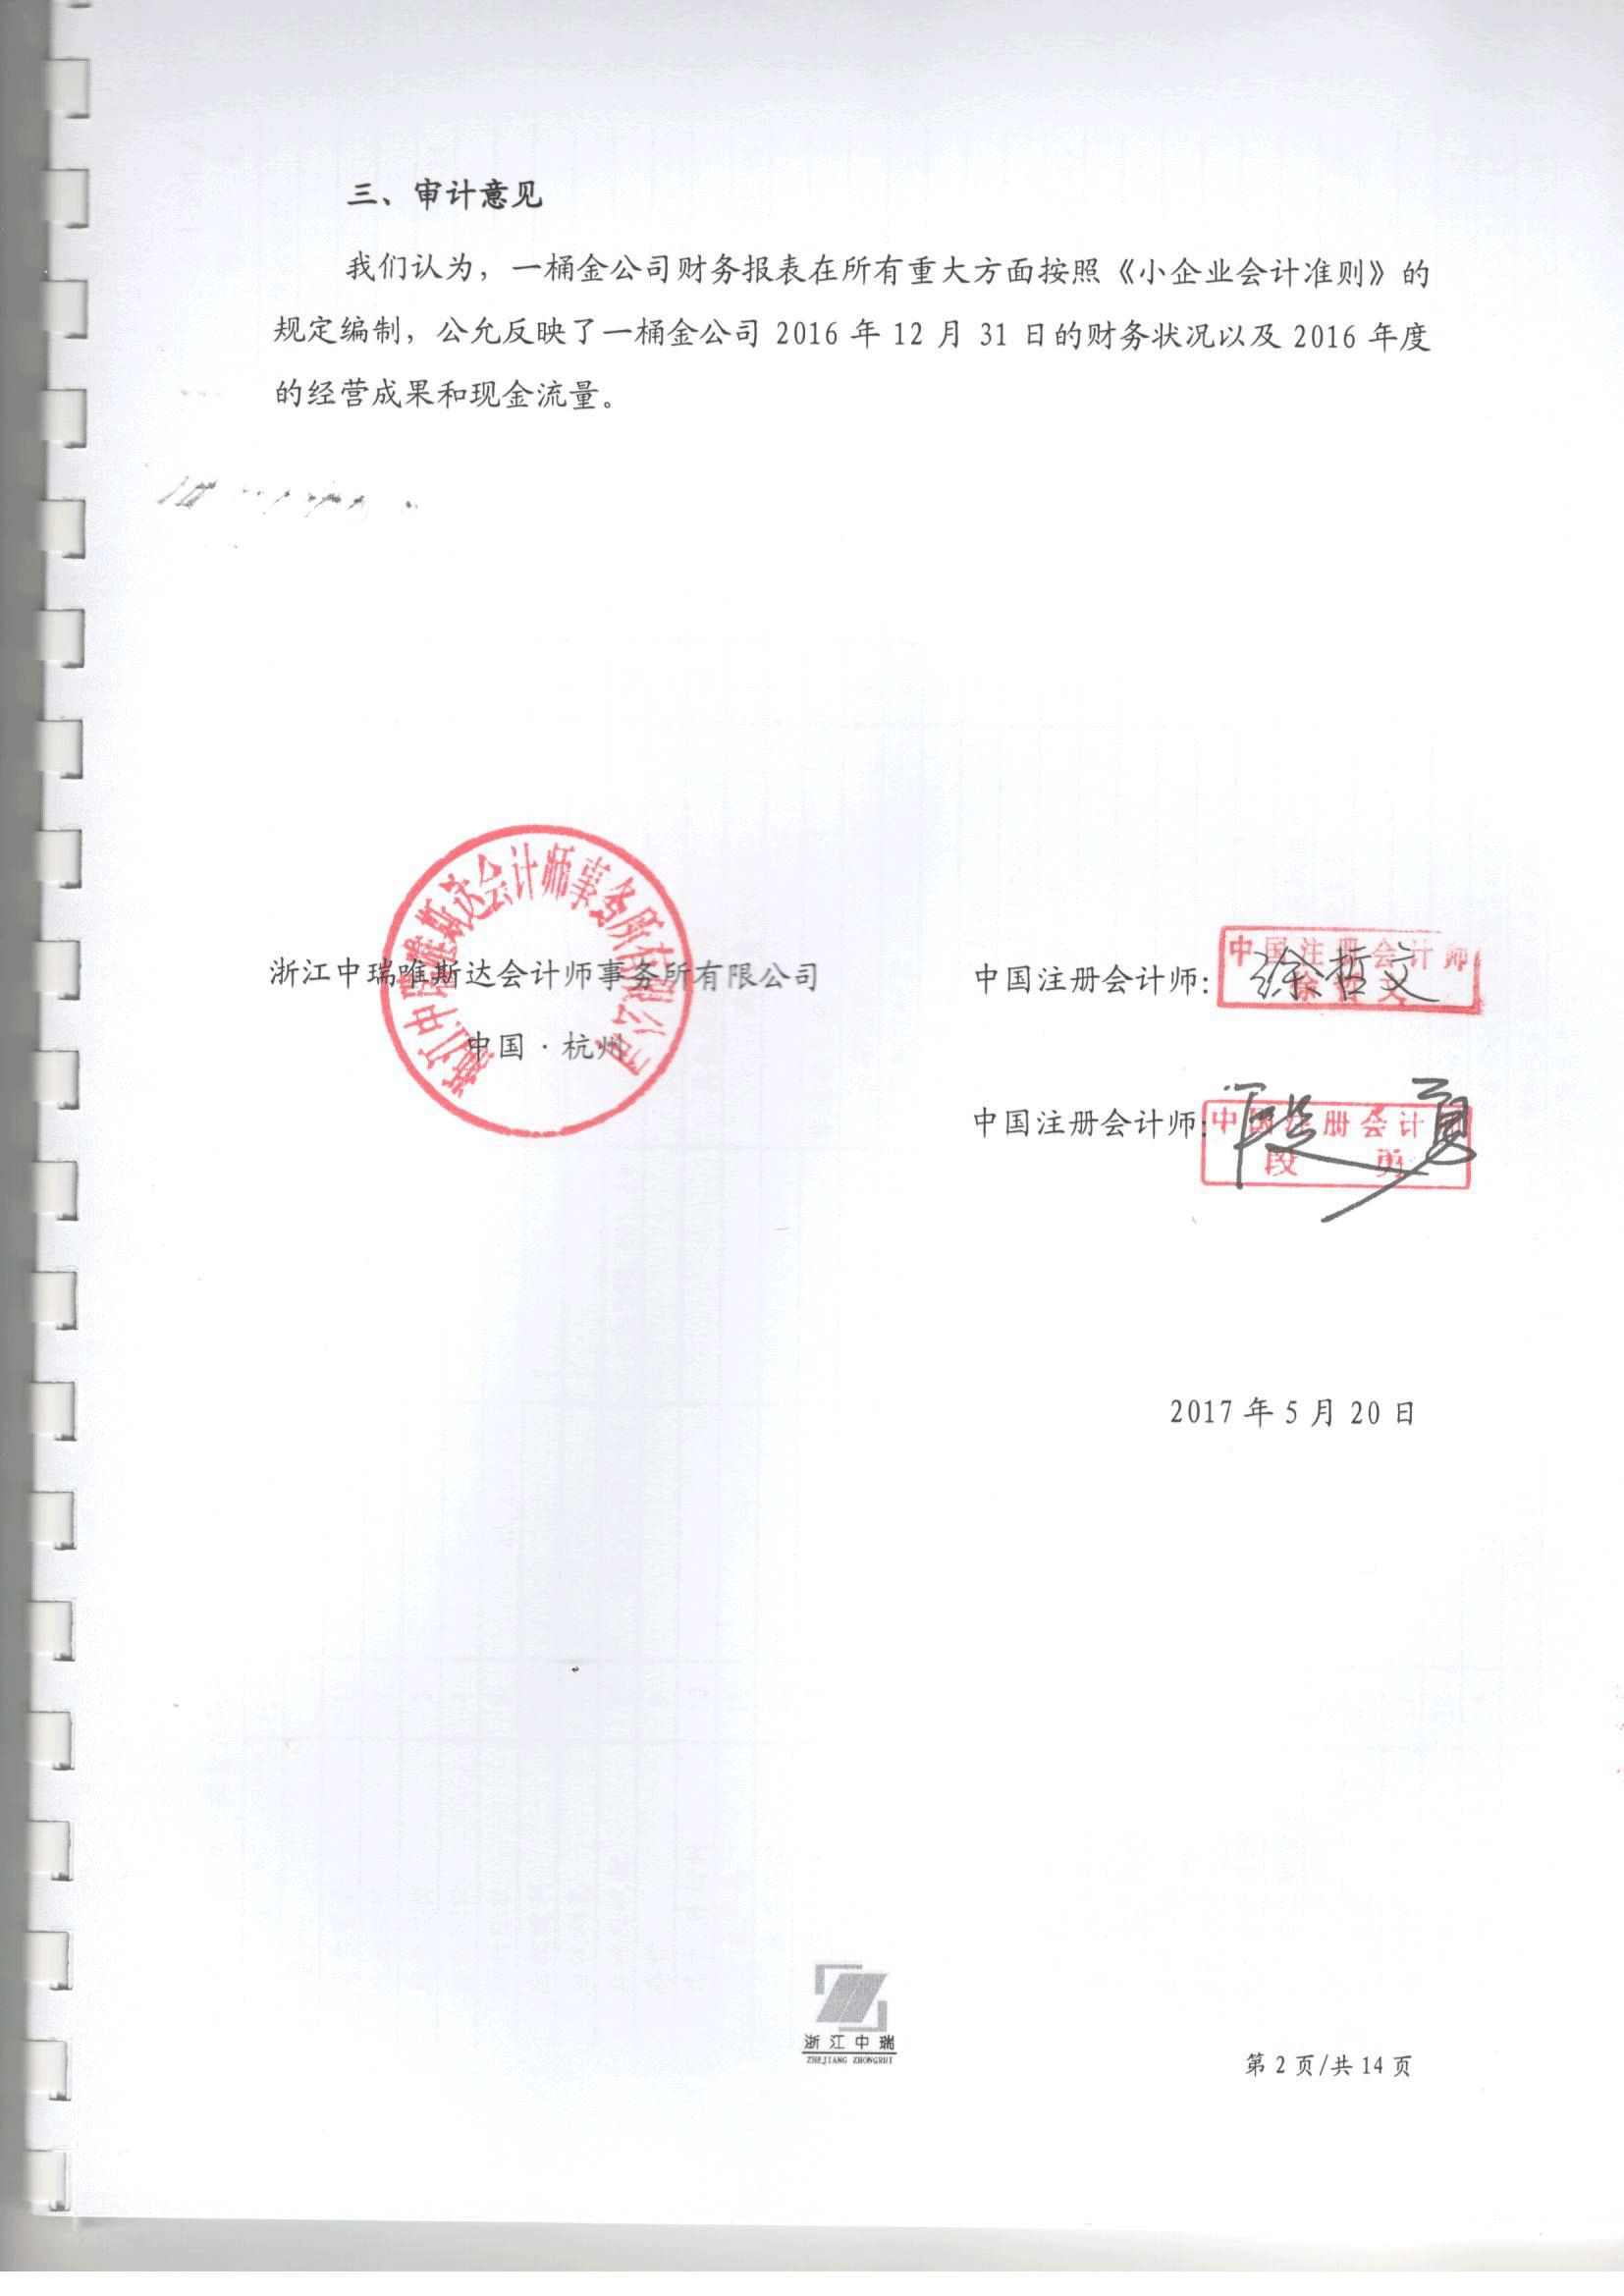 三、审计意见
我们认为，一桶金公司财务报表在所有重大方面按照《小企业会计准则》的
规定编制，公允反映了一桶金公司 2016 年 12 月 31 日的财务状况以及 2016 年度
的经营成果和现金流量。
浙江中瑞唯斯达会计师事务所有限公司
浙江中瑞唯斯达会计师事务所有限公司
中国·杭州
中国注册会计师：
中国注册会计师
徐哲文
徐哲文
中国注册会计师：
中国注册会计师
段勇
段勇
2017 年 5 月 20 日
浙江中瑞
ZHEJIANG ZHONGRUI
第 2 页/共 14 页